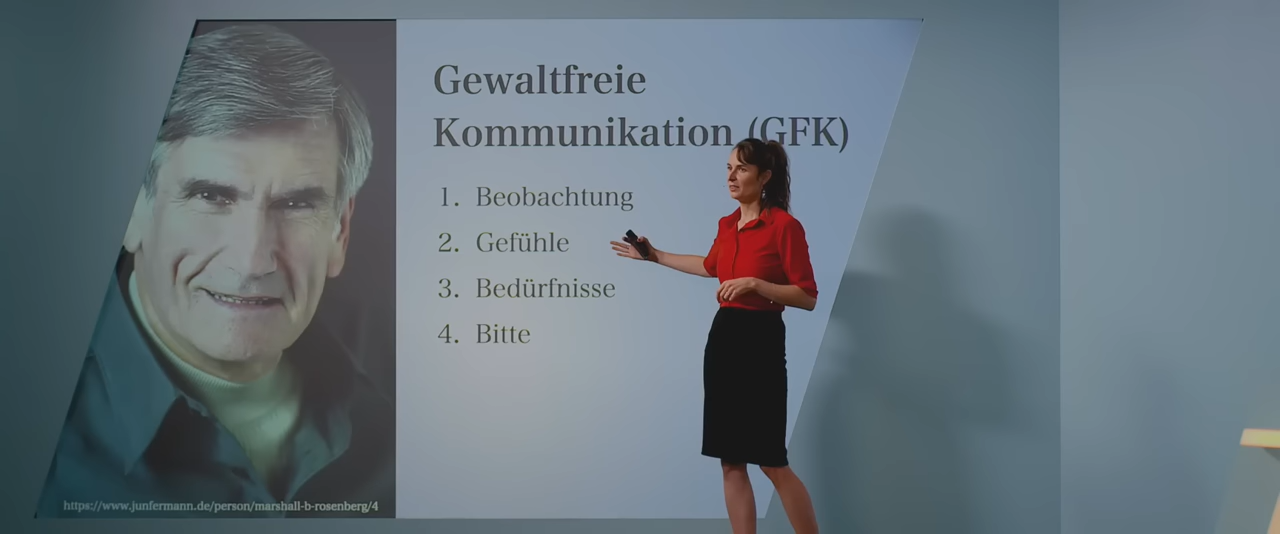 Gewaltfreie
Kommunikation (GFK)
1. Beobachtung
2. Gefühle
3. Bedürfnisse
4. Bitte
https://www.junfermann.de/person/marshall-b-rosenberg/4